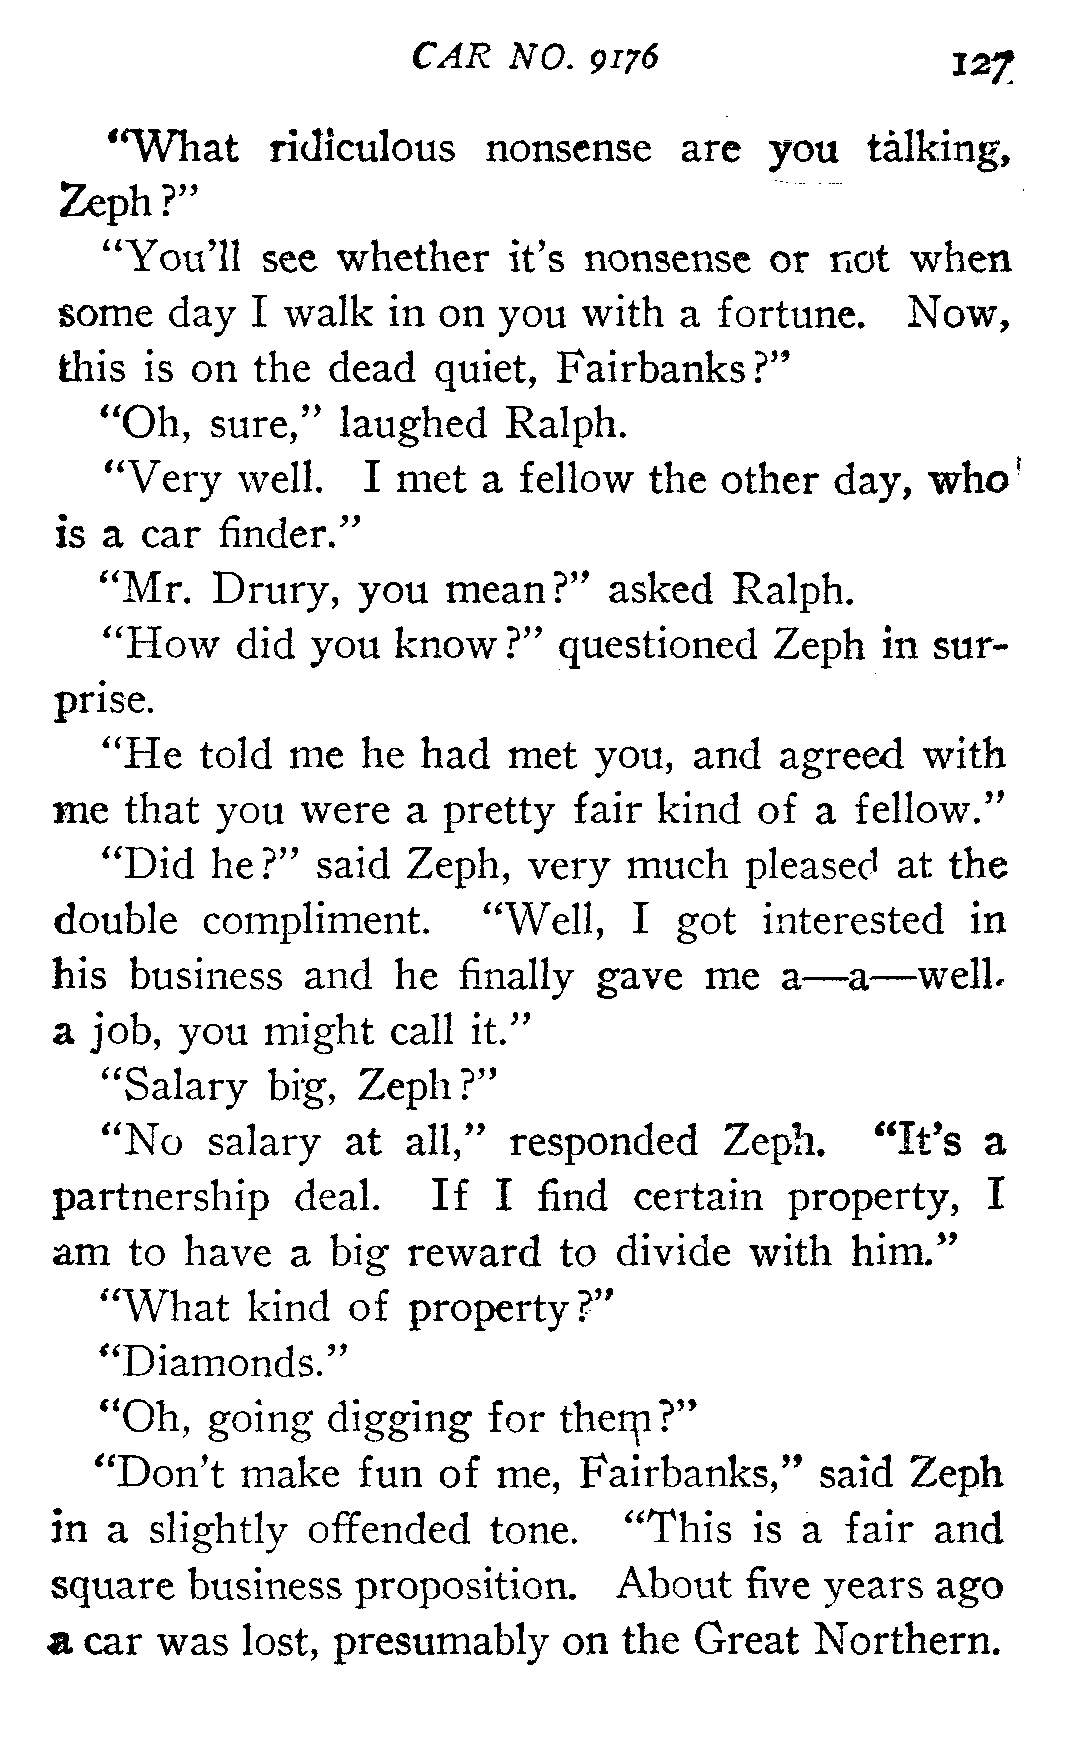 CAR NO. 9176 127
"What ridiculous nonsense are you talking,
Zeph?"
"You'll see whether it's nonsense or not when
some day I walk in on you with a fortune. Now,
this is on the dead quiet, Fairbanks?"
"Oh, sure," laughed Ralph.
"Very well. I met a fellow the other day, who
is a car finder."
"Mr. Drury, you mean?" asked Ralph.
"How did you know?" questioned Zeph in sur-
prise.
"He told me he had met you, and agreed with
me that you were a pretty fair kind of a fellow."
"Did he?" said Zeph, very much pleased at the
double compliment. "Well, I got interested in
his business and he finally gave me a—a—well,
a job, you might call it."
"Salary big, Zeph?"
"No salary at all," responded Zeph. "It's a
partnership deal. If I find certain property, I
am to have a big reward to divide with him."
"What kind of property?"
"Diamonds."
"Oh, going digging for them?"
"Don't make fun of me, Fairbanks," said Zeph
in a slightly offended tone. "This is a fair and
square business proposition. About five years ago
a car was lost, presumably on the Great Northern.